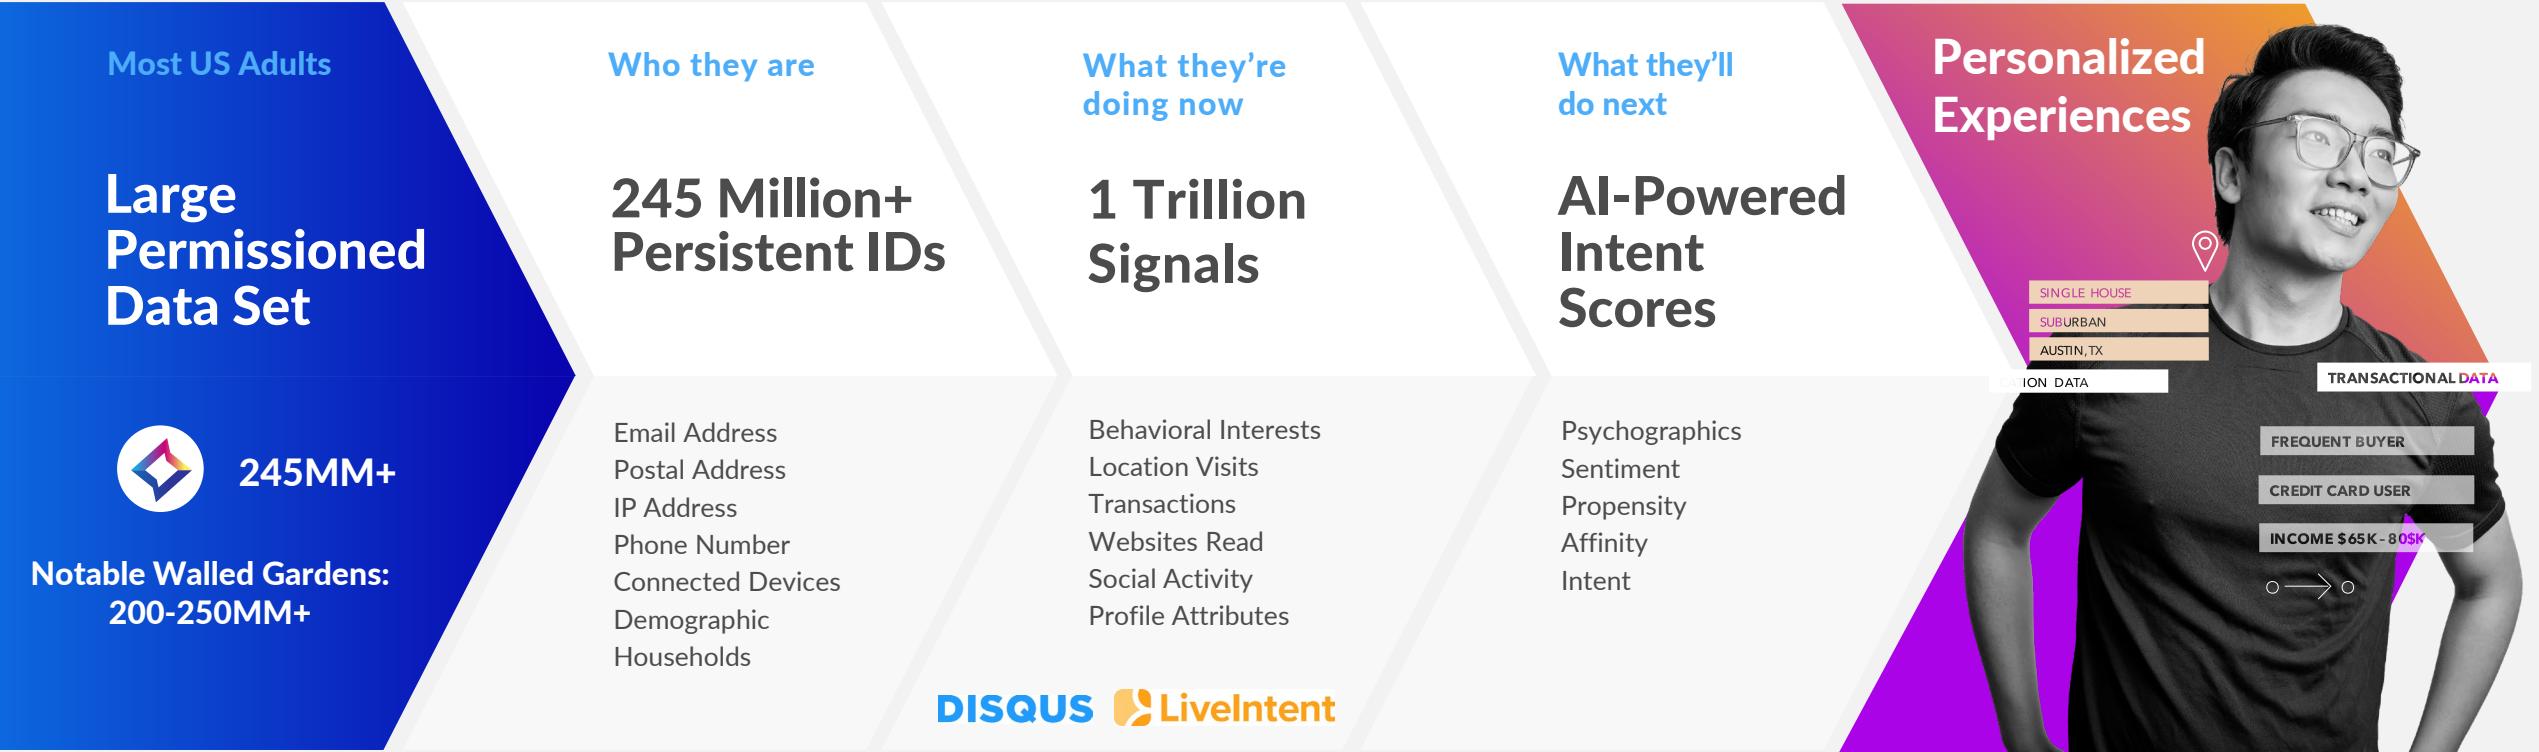 Most US Adults
Large
Permissioned
Data Set
245MM+
Notable Walled Gardens:
200-250MM+
Who they are
245 Million+
Persistent IDs
Email Address
Postal Address
IP Address
Phone Number
Connected Devices
Demographic
Households
What they're
doing now
1 Trillion
Signals
Behavioral Interests
Location Visits
Transactions
Websites Read
Social Activity
Profile Attributes
DISQUS
LiveIntent
What they'll
do next
AI-Powered
Intent
Scores
Psychographics
Sentiment
Propensity
Affinity
Intent
Personalized
Experiences
SINGLE HOUSE
SUBURBAN
AUSTIN, TX
CATION DATA
TRANSACTIONAL DATA
FREQUENT BUYER
CREDIT CARD USER
INCOME $65K - 80$K